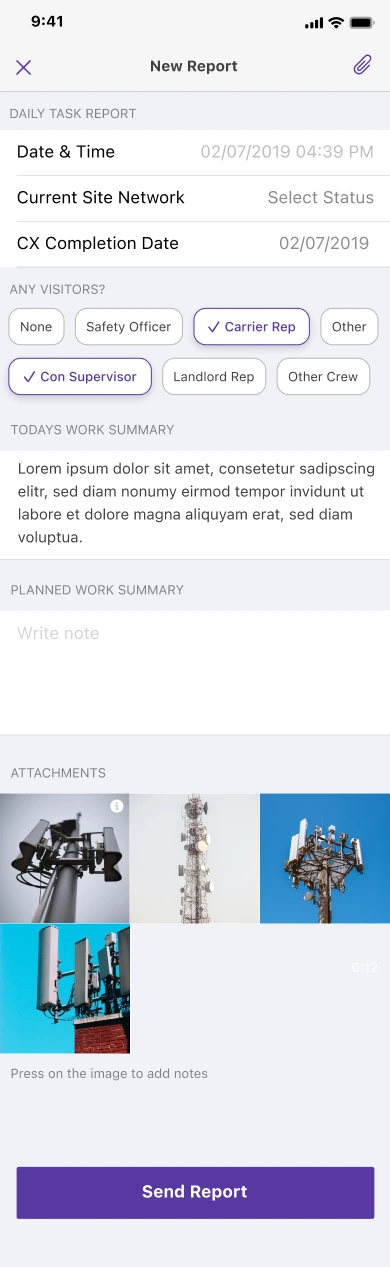 9:41
New Report
DAILY TASK REPORT
Date & Time 02/07/2019 04:39 PM
Current Site Network Select Status
CX Completion Date 02/07/2019
ANY VISITORS?
None Safety Officer Carrier Rep Other
Con Supervisor Landlord Rep Other Crew
TODAYS WORK SUMMARY
Lorem ipsum dolor sit amet, consetetur sadipscing
elitr, sed diam nonumy eirmod tempor invidunt ut
labore et dolore magna aliquyam erat, sed diam
voluptua.
PLANNED WORK SUMMARY
Write note
ATTACHMENTS
0:12
Press on the image to add notes
Send Report